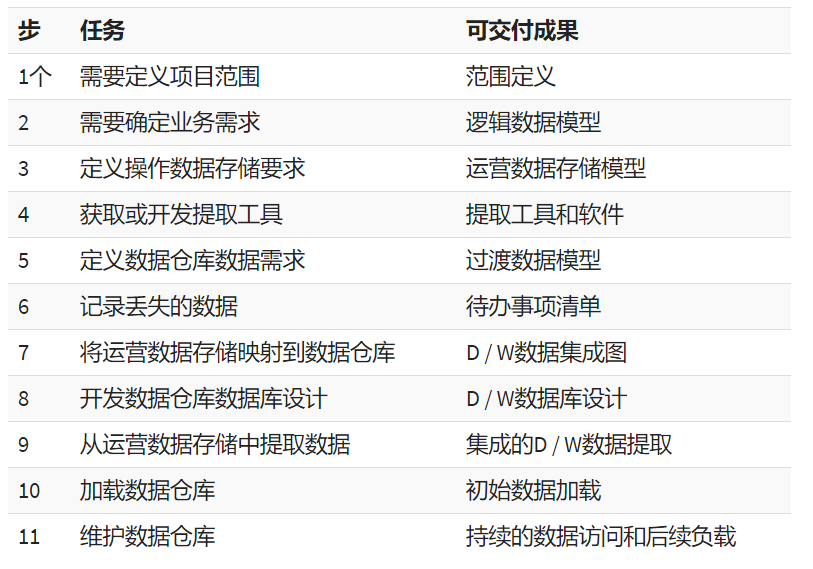 步 任务 可交付成果
1个 需要定义项目范围 范围定义
2 需要确定业务需求 逻辑数据模型
3 定义操作数据存储要求 运营数据存储模型
4 获取或开发提取工具 提取工具和软件
5 定义数据仓库数据需求 过渡数据模型
6 记录丢失的数据 待办事项清单
7 将运营数据存储映射到数据仓库 D / W数据集成图
8 开发数据仓库数据库设计 D / W数据库设计
9 从运营数据存储中提取数据 集成的D / W数据提取
10 加载数据仓库 初始数据加载
11 维护数据仓库 持续的数据访问和后续负载